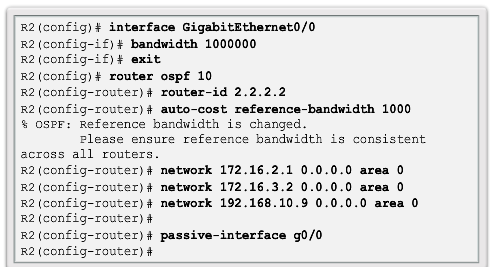 R2(config)# interface GigabitEthernet0/0
R2(config-if)# bandwidth 1000000
R2(config-if)# exit
R2(config)# router ospf 10
R2(config-router)# router-id 2.2.2.2
R2(config-router)# auto-cost reference-bandwidth 1000
% OSPF: Reference bandwidth is changed.
Please ensure reference bandwidth is consistent
across all routers.
R2(config-router)# network 172.16.2.1 0.0.0.0 area 0
R2(config-router)# network 172.16.3.2 0.0.0.0 area 0
R2(config-router)# network 192.168.10.9 0.0.0.0 area 0
R2(config-router)#
R2(config-router)# passive-interface g0/0
R2(config-router)#